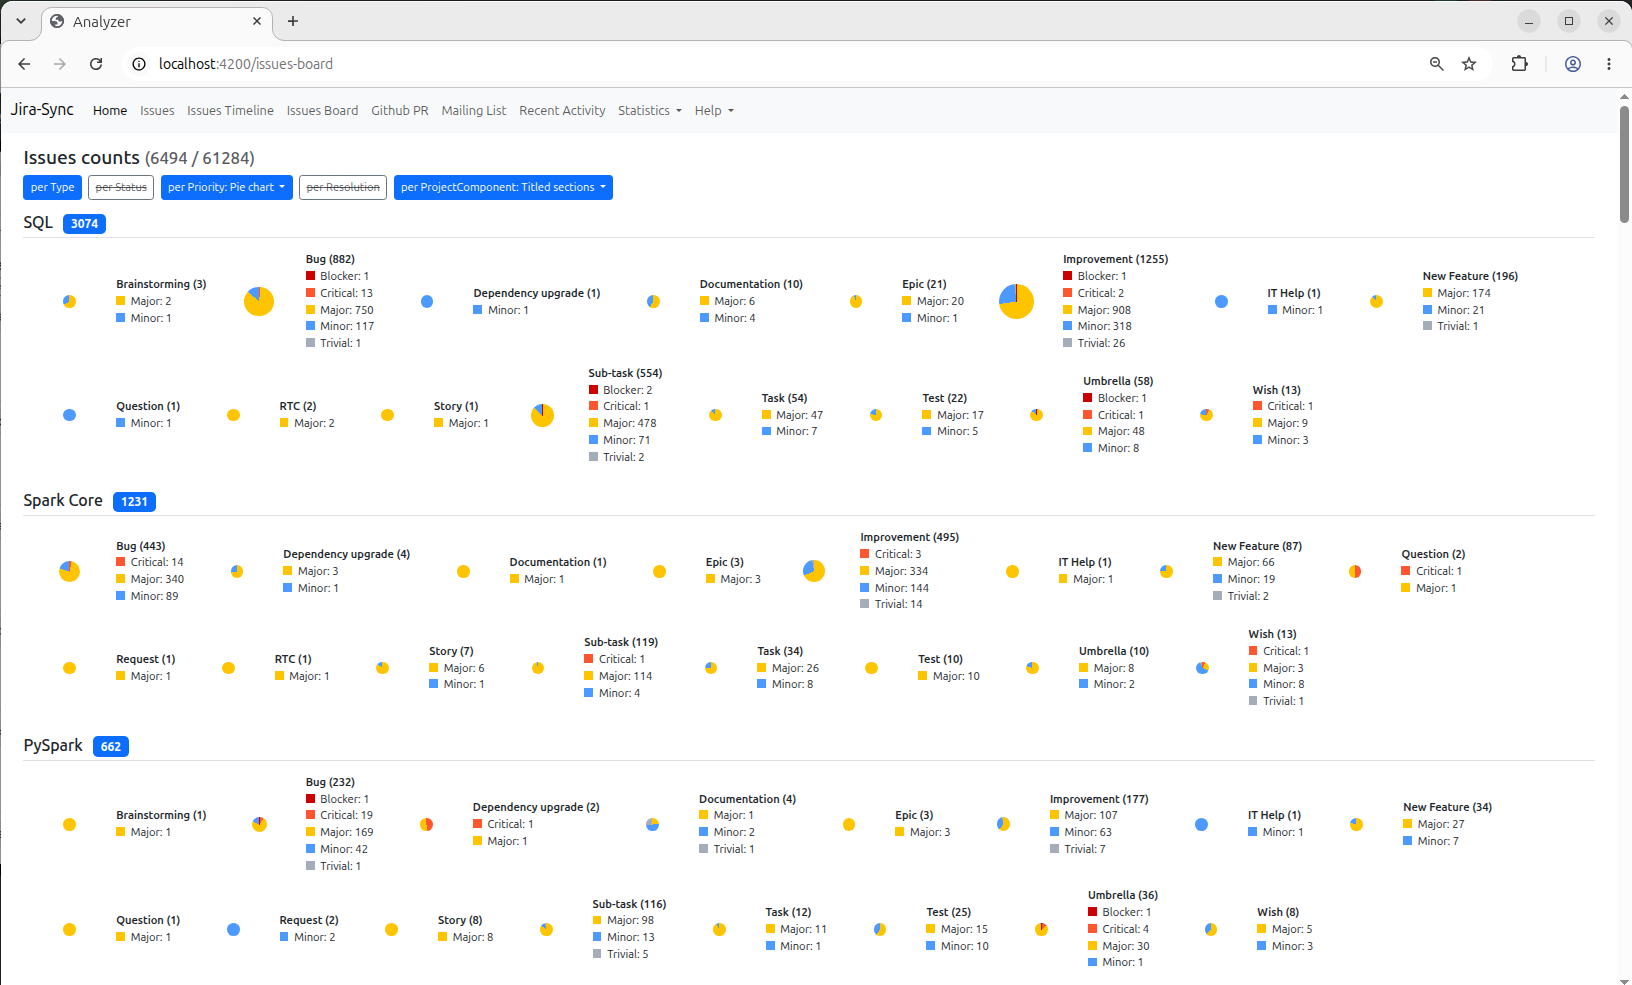 Analyzer
localhost:4200/issues-board
Jira-Sync Home Issues Issues Timeline Issues Board Github PR Mailing List Recent Activity Statistics Help
Issues counts (6494 / 61284)
per Type per Status per Priority: Pie chart per Resolution per ProjectComponent: Titled sections
SQL 3074
Brainstorming (3)
Major: 2
Minor: 1
Bug (882)
Blocker: 1
Critical: 13
Major: 750
Minor: 117
Trivial: 1
Dependency upgrade (1)
Minor: 1
Documentation (10)
Major: 6
Minor: 4
Epic (21)
Major: 20
Minor: 1
Improvement (1255)
Blocker: 1
Critical: 2
Major: 908
Minor: 318
Trivial: 26
IT Help (1)
Minor: 1
New Feature (196)
Major: 174
Minor: 21
Trivial: 1
Question (1)
Minor: 1
RTC (2)
Major: 2
Story (1)
Major: 1
Sub-task (554)
Blocker: 2
Critical: 1
Major: 478
Minor: 71
Trivial: 2
Task (54)
Major: 47
Minor: 7
Test (22)
Major: 17
Minor: 5
Umbrella (58)
Blocker: 1
Critical: 1
Major: 48
Minor: 8
Wish (13)
Critical: 1
Major: 9
Minor: 3
Spark Core 1231
Bug (443)
Critical: 14
Major: 340
Minor: 89
Dependency upgrade (4)
Major: 3
Minor: 1
Documentation (1)
Major: 1
Epic (3)
Major: 3
Improvement (495)
Critical: 3
Major: 334
Minor: 144
Trivial: 14
IT Help (1)
Major: 1
New Feature (87)
Major: 66
Minor: 19
Trivial: 2
Question (2)
Critical: 1
Major: 1
Request (1)
Major: 1
RTC (1)
Major: 1
Story (7)
Major: 6
Minor: 1
Sub-task (119)
Critical: 1
Major: 114
Minor: 4
Task (34)
Major: 26
Minor: 8
Test (10)
Major: 10
Umbrella (10)
Major: 8
Minor: 2
Wish (13)
Critical: 1
Major: 3
Minor: 8
Trivial: 1
PySpark 662
Brainstorming (1)
Major: 1
Bug (232)
Blocker: 1
Critical: 19
Major: 169
Minor: 42
Trivial: 1
Dependency upgrade (2)
Critical: 1
Major: 1
Documentation (4)
Major: 1
Minor: 2
Trivial: 1
Epic (3)
Major: 3
Improvement (177)
Major: 107
Minor: 63
Trivial: 7
IT Help (1)
Minor: 1
New Feature (34)
Major: 27
Minor: 7
Question (1)
Major: 1
Request (2)
Minor: 2
Story (8)
Major: 8
Sub-task (116)
Major: 98
Minor: 13
Trivial: 5
Task (12)
Major: 11
Minor: 1
Test (25)
Major: 15
Minor: 10
Umbrella (36)
Blocker: 1
Critical: 4
Major: 30
Minor: 1
Wish (8)
Major: 5
Minor: 3